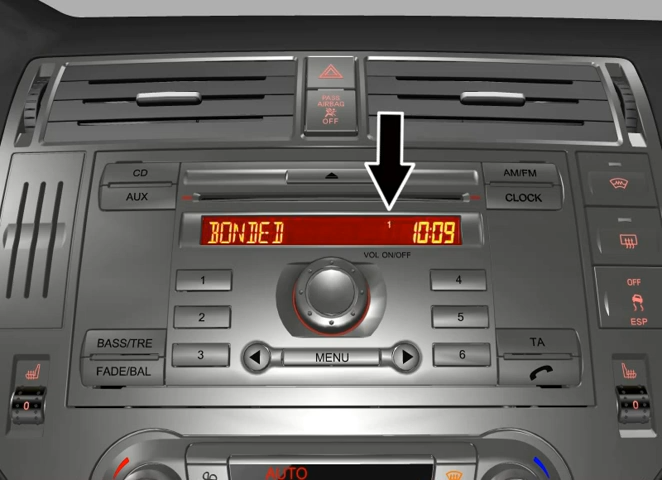 PASS
AIRBAG
OFF
CD
AM/FM
AUX
CLOCK
BONDED 1 10:09
VOL ON/OFF
1
4
2
5
3
MENU
6
BASS/TRE
TA
FADE/BAL
OFF
ESP
0
0
AUTO